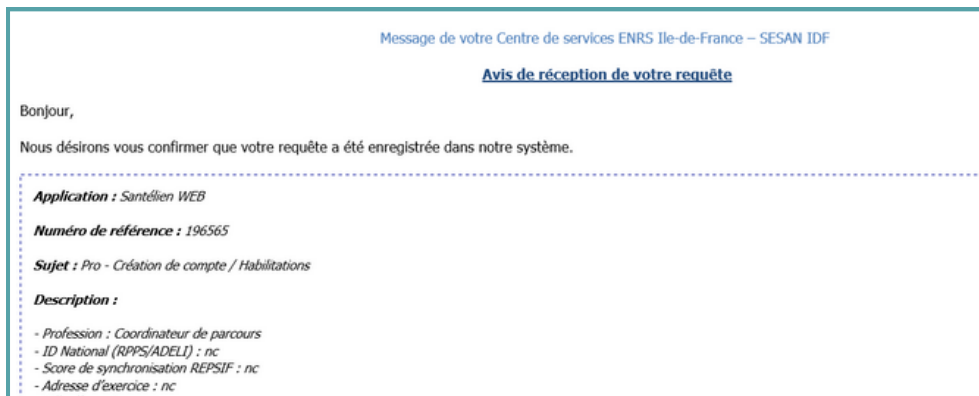 Message de votre Centre de services ENRS Ile-de-France – SESAN IDF
Avis de réception de votre requête
Bonjour,
Nous désirons vous confirmer que votre requête a été enregistrée dans notre système.
Application : Santélien WEB
Numéro de référence : 196565
Sujet : Pro - Création de compte / Habilitations
Description :
- Profession : Coordinateur de parcours
- ID National (RPPS/ADELI) : nc
- Score de synchronisation REPSIF : nc
- Adresse d'exercice : nc